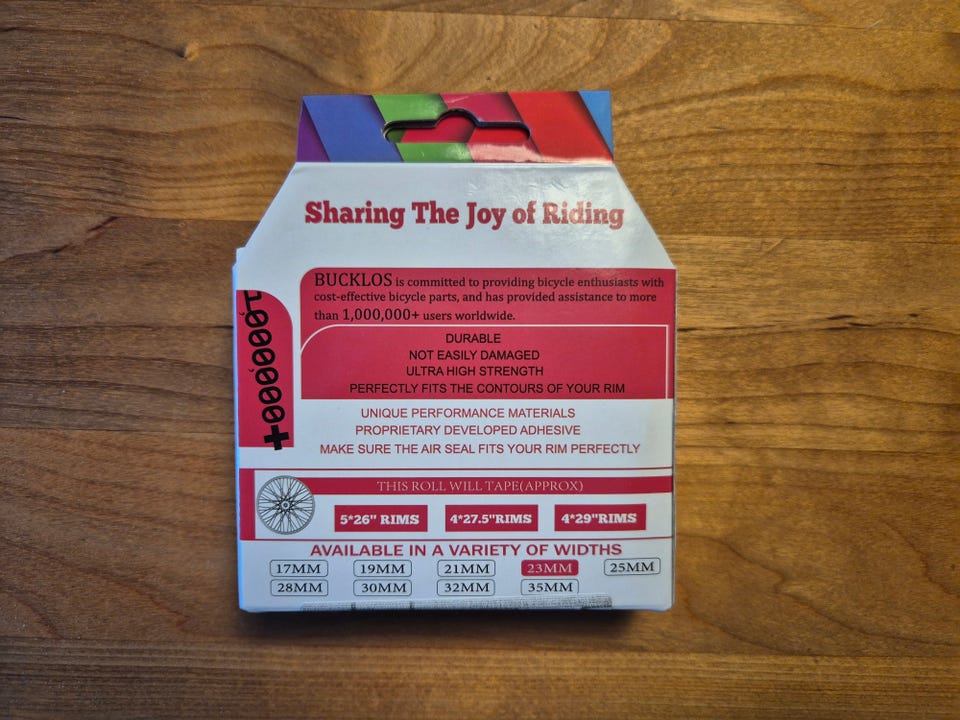 Sharing The Joy of Riding
BUCKLOS is committed to providing bicycle enthusiasts with
cost-effective bicycle parts, and has provided assistance to more
than 1,000,000+ users worldwide.
1,000,000+
DURABLE
NOT EASILY DAMAGED
ULTRA HIGH STRENGTH
PERFECTLY FITS THE CONTOURS OF YOUR RIM
UNIQUE PERFORMANCE MATERIALS
PROPRIETARY DEVELOPED ADHESIVE
MAKE SURE THE AIR SEAL FITS YOUR RIM PERFECTLY
THIS ROLL WILL TAPE(APPROX)
5*26" RIMS 4*27.5"RIMS 4*29"RIMS
AVAILABLE IN A VARIETY OF WIDTHS
17MM 19MM 21MM 23MM 25MM
28MM 30MM 32MM 35MM